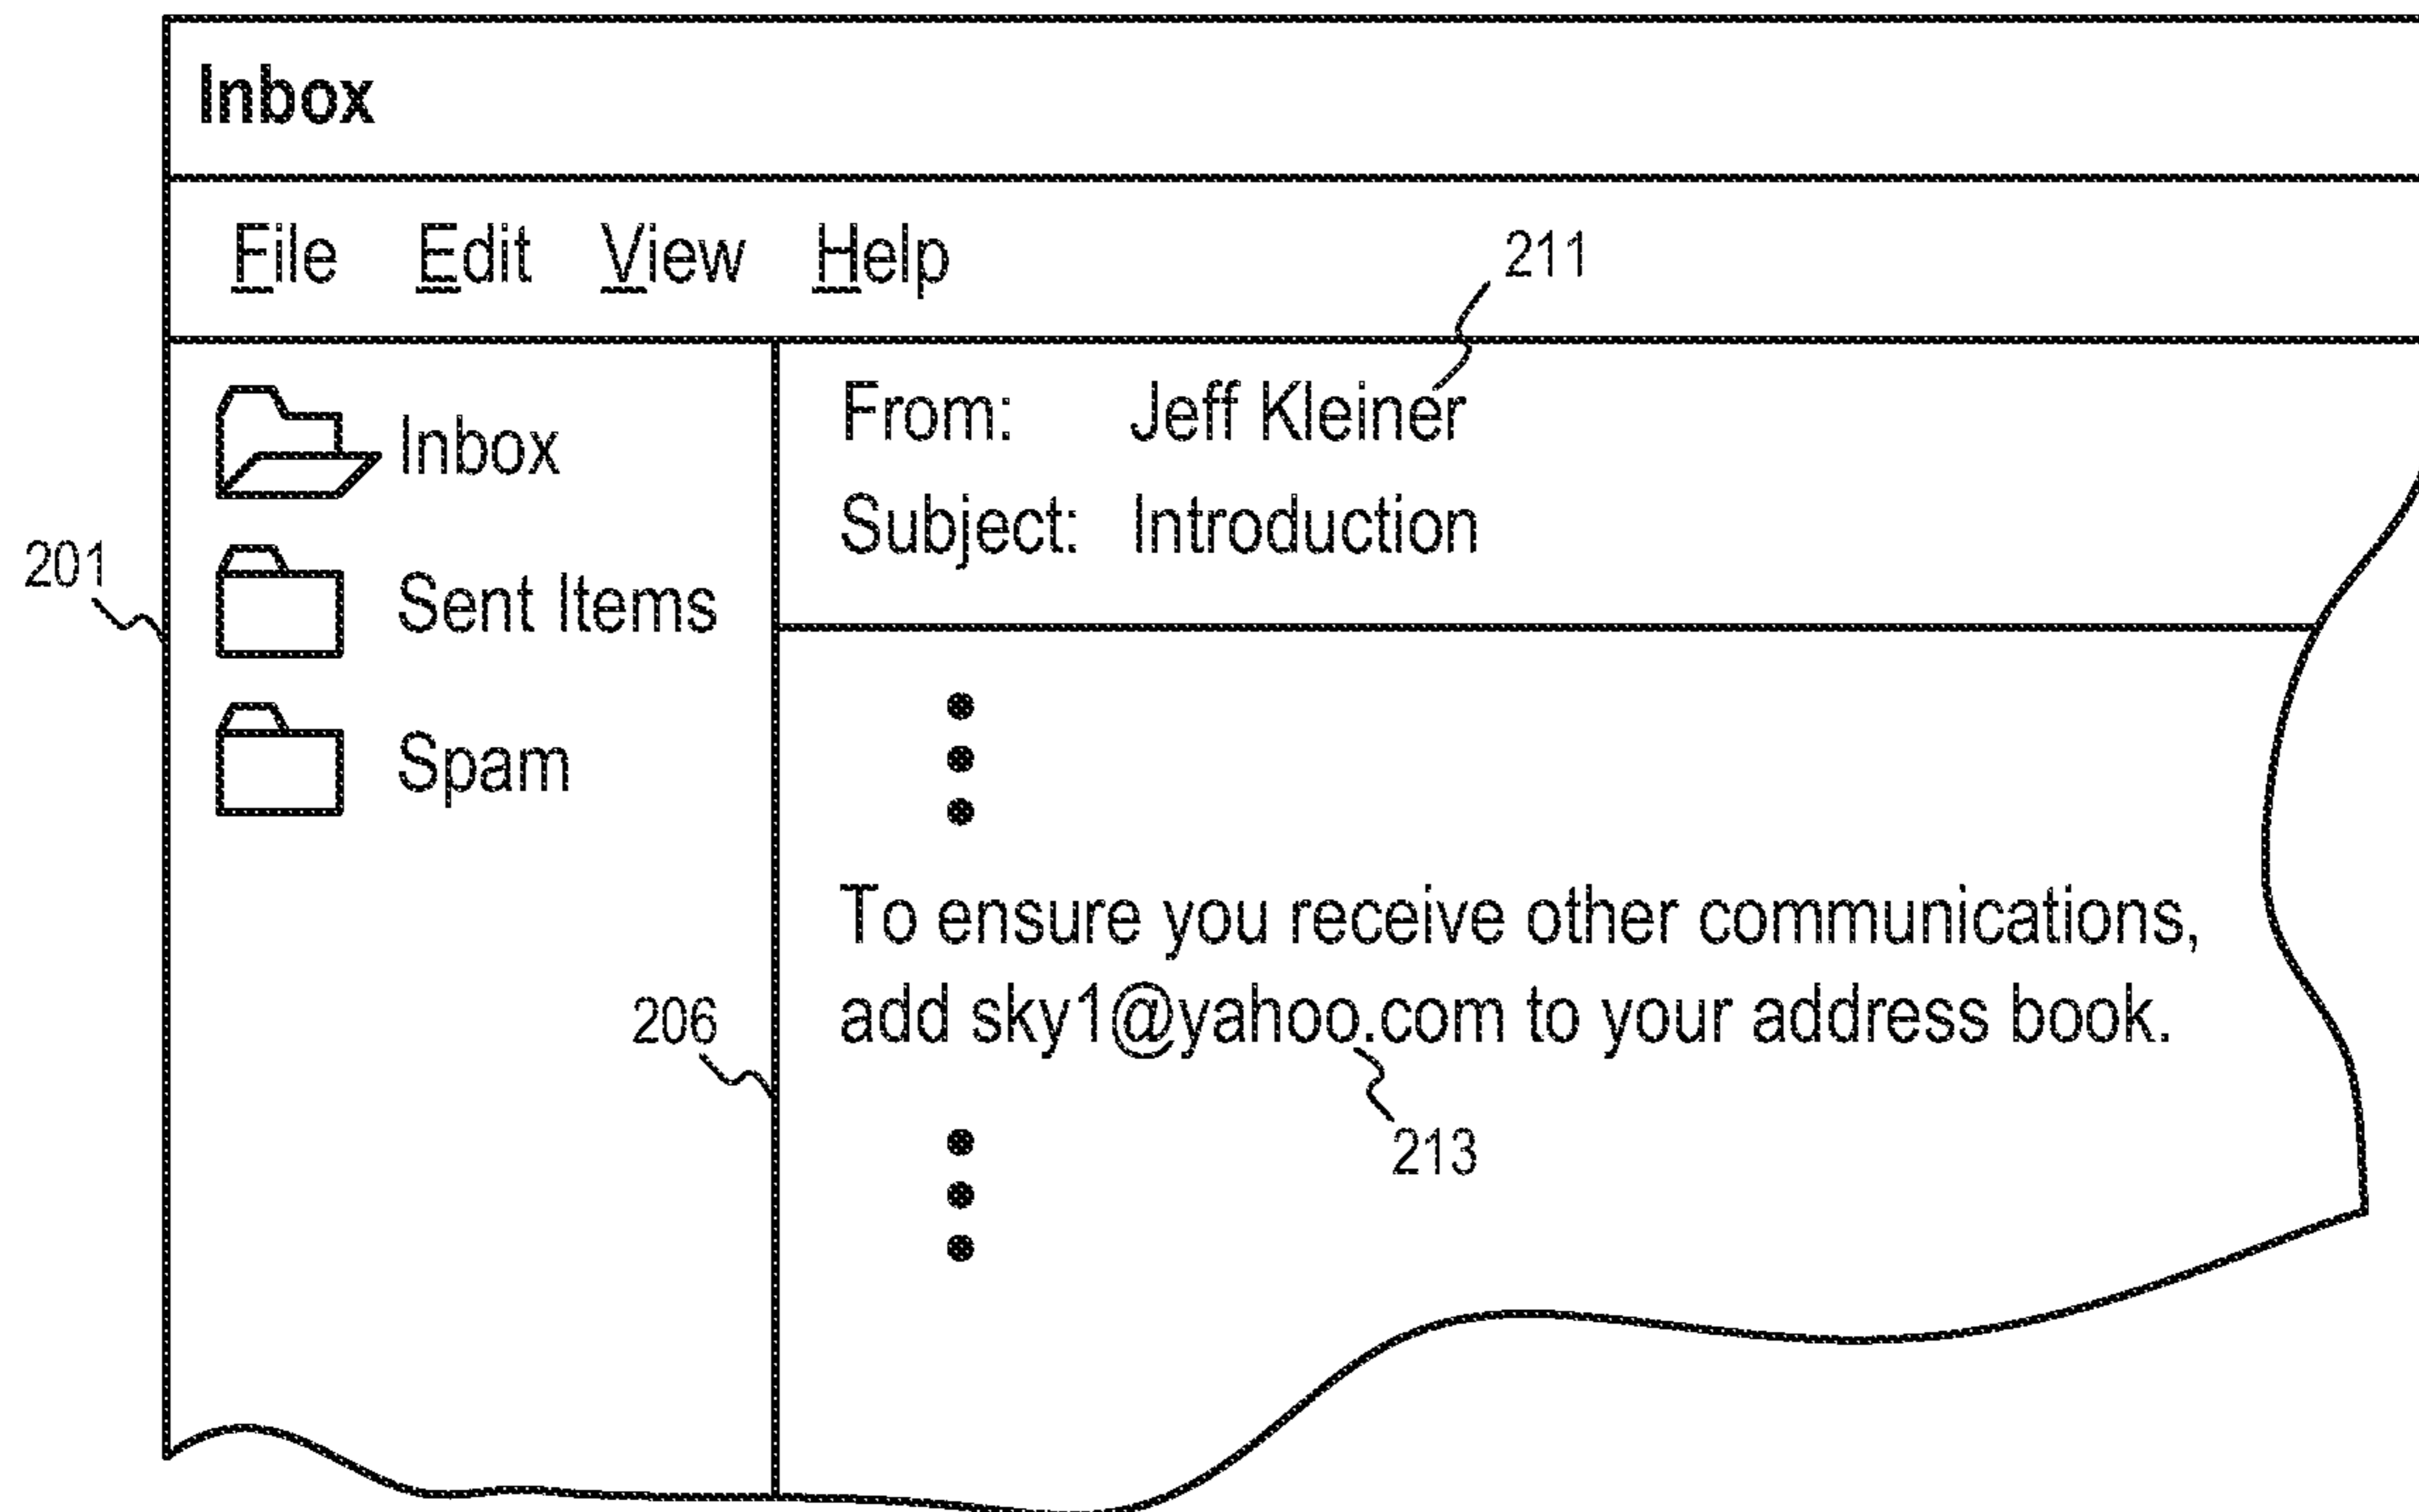 Inbox
File Edit View Help
211
Inbox
Sent Items
Spam
201
From: Jeff Kleiner
Subject: Introduction
To ensure you receive other communications,
add sky1@yahoo.com to your address book.
206
213